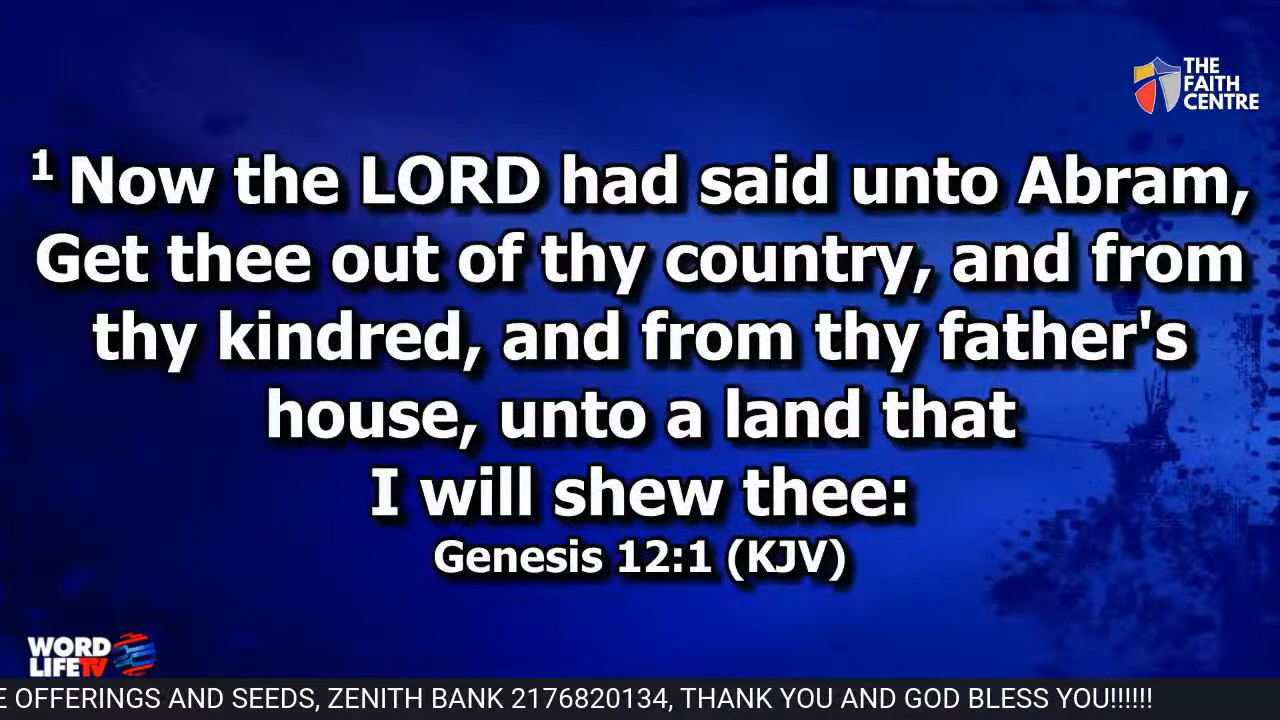 THE
FAITH
CENTRE
1 Now the LORD had said unto Abram,
Get thee out of thy country, and from
thy kindred, and from thy father's
house, unto a land that
I will shew thee:
Genesis 12:1 (KJV)
WORD
LIFETV
E OFFERINGS AND SEEDS, ZENITH BANK 2176820134, THANK YOU AND GOD BLESS YOU!!!!!!